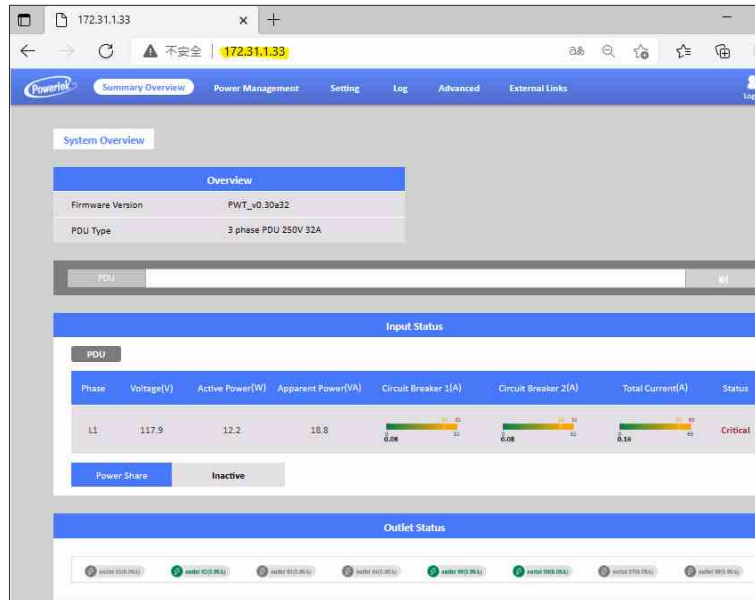 172.31.1.33
不安全 172.31.1.33
Powertek Summary Overview Power Management Setting Log Advanced External Links
Log
System Overview
Overview
Firmware Version PWT_v0.30a32
PDU Type 3 phase PDU 250V 32A
PDU
Input Status
PDU
Phase Voltage(V) Active Power(W) Apparent Power(VA) Circuit Breaker 1(A) Circuit Breaker 2(A) Total Current(A) Status
L1 117.9 12.2 18.8 0.08 0.08 0.16 Critical
Power Share Inactive
Outlet Status